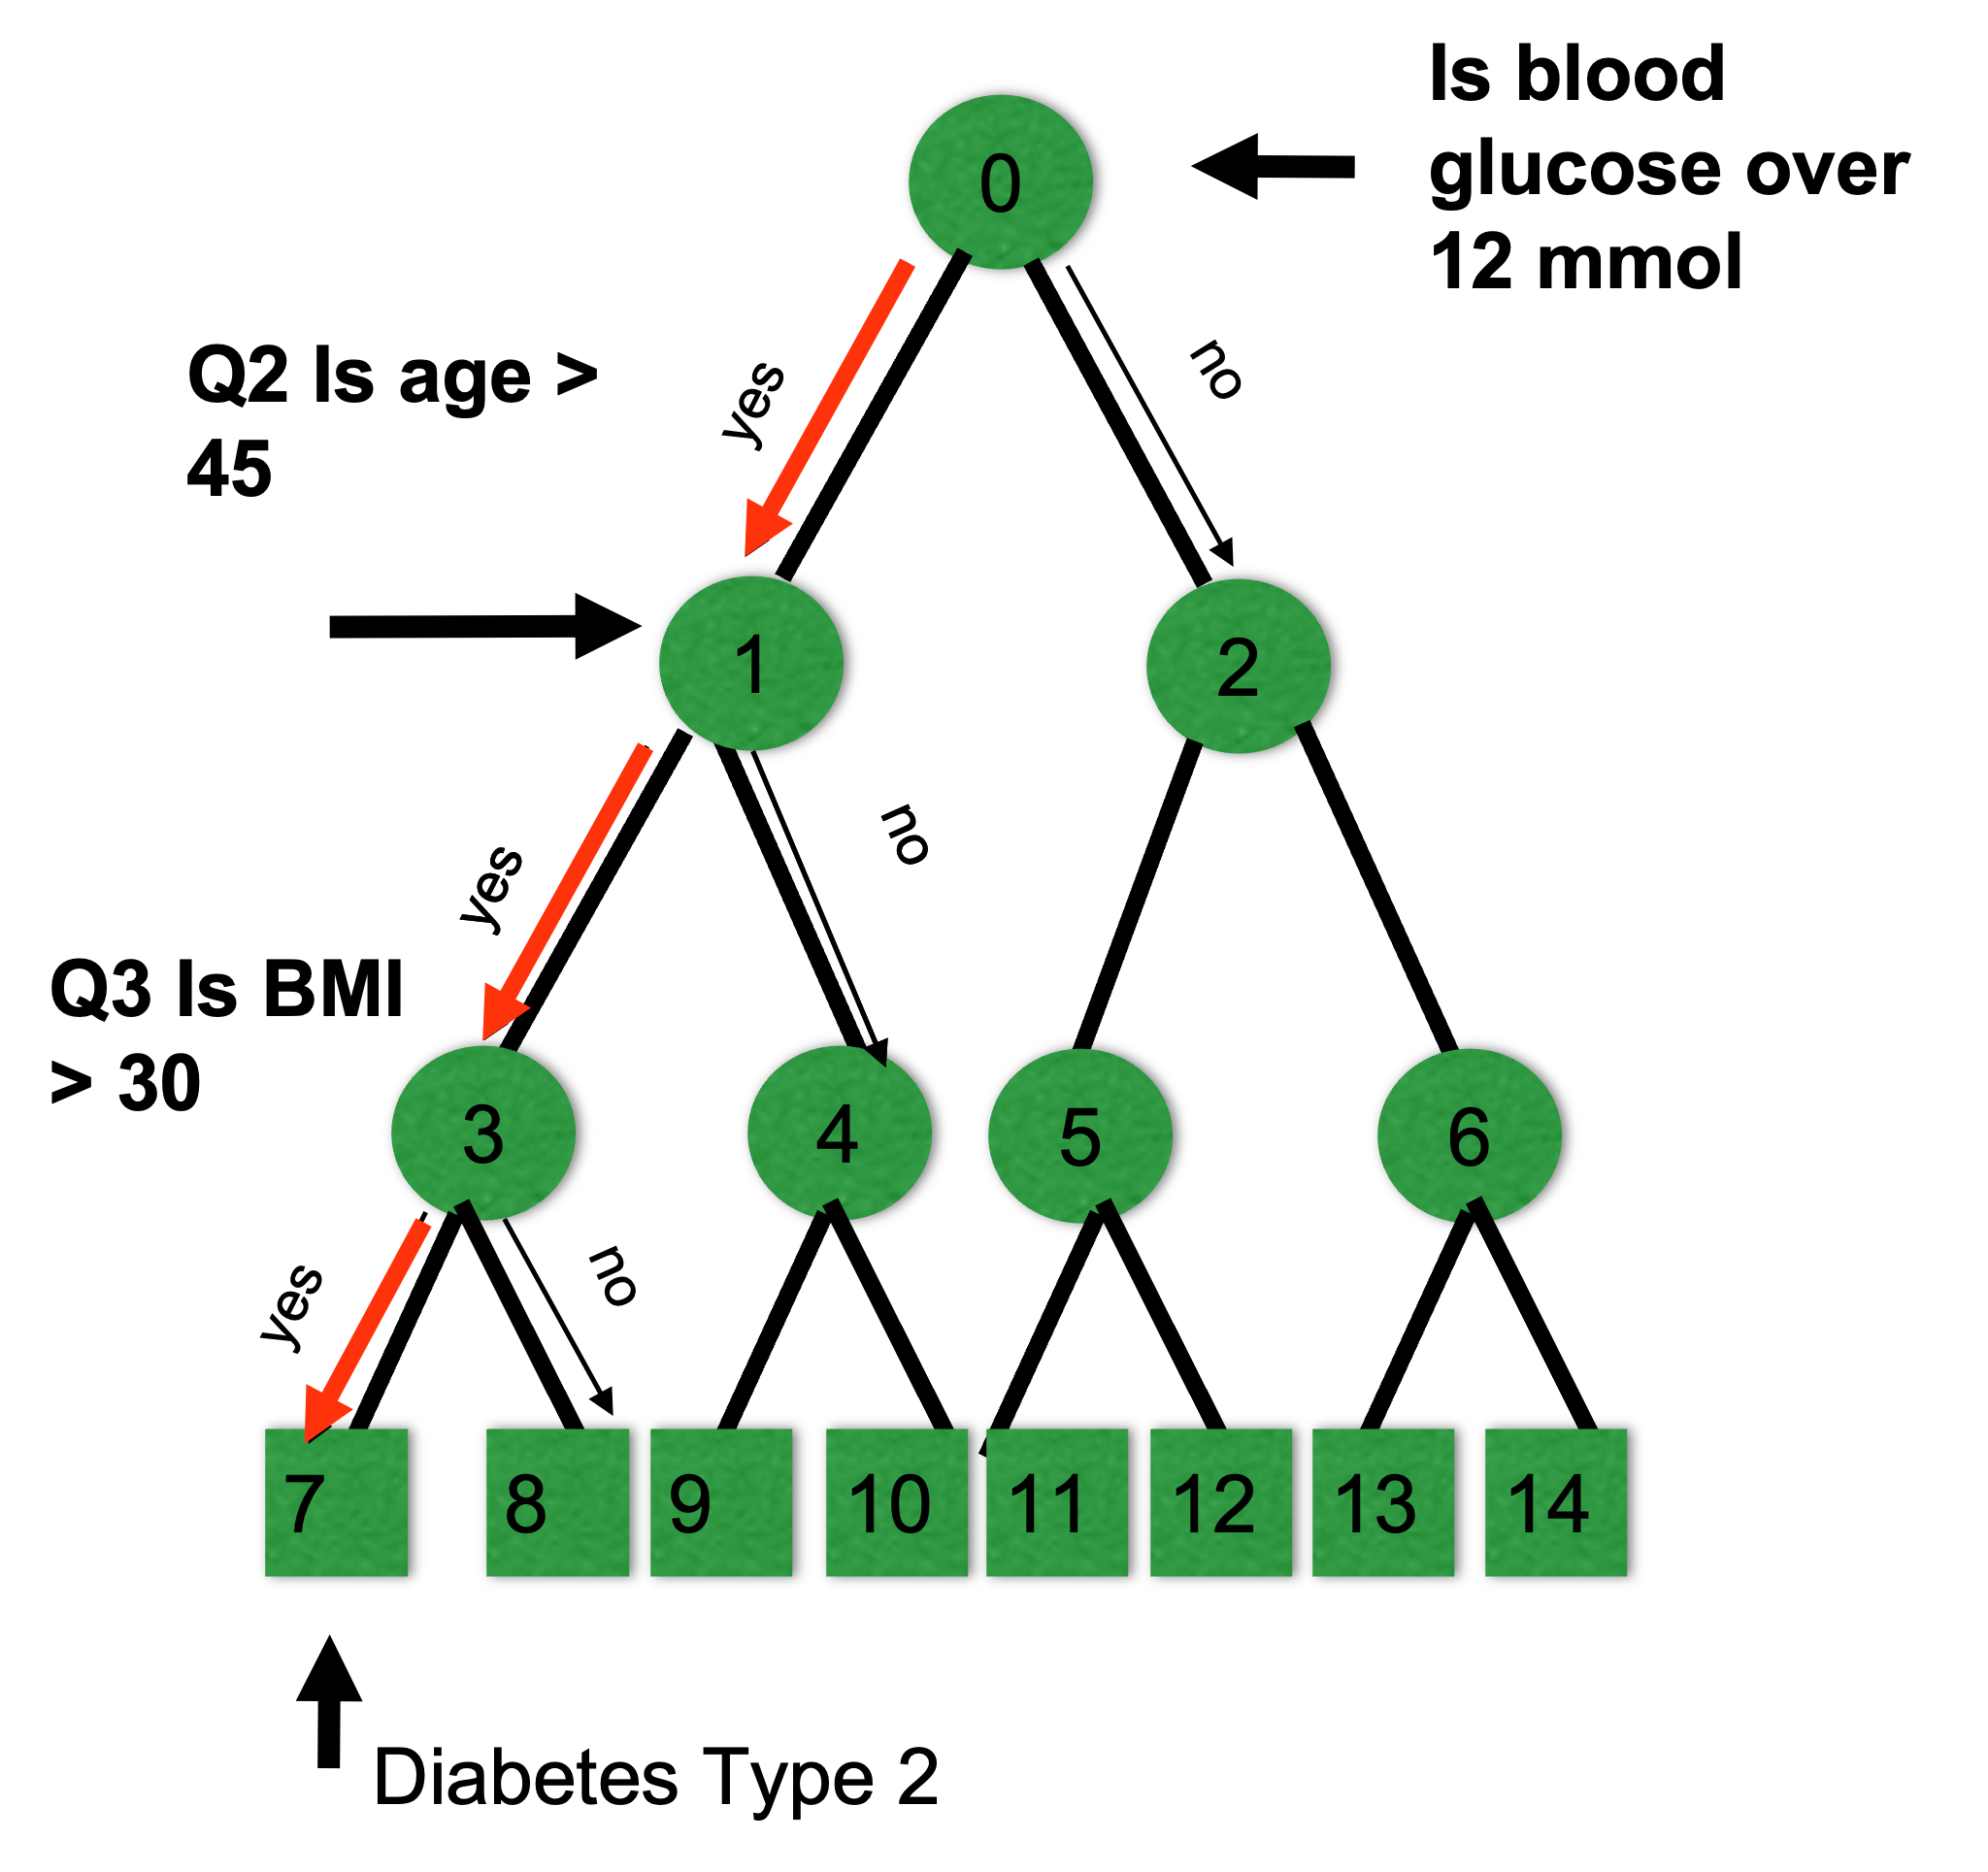 Is blood
glucose over
12 mmol
0
yes
no
Q2 Is age >
45
1
2
yes
no
Q3 Is BMI
> 30
3
4
5
6
yes
no
7
8
9
10
11
12
13
14
Diabetes Type 2